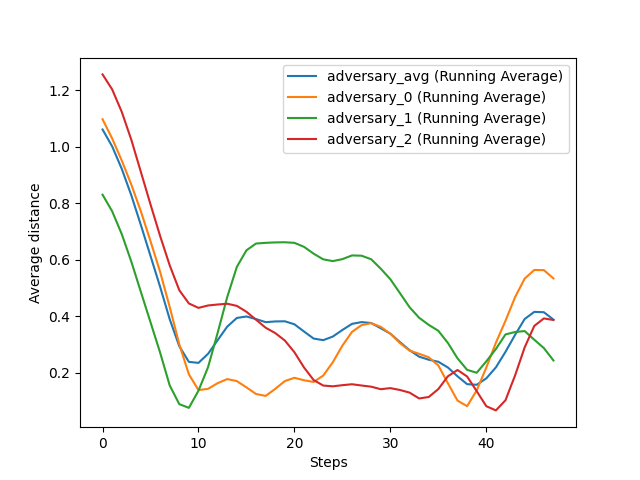 adversary_avg (Running Average)
adversary_0 (Running Average)
adversary_1 (Running Average)
adversary_2 (Running Average)
1.2
1.0
0.8
0.6
0.4
0.2
Average distance
0
10
20
30
40
Steps